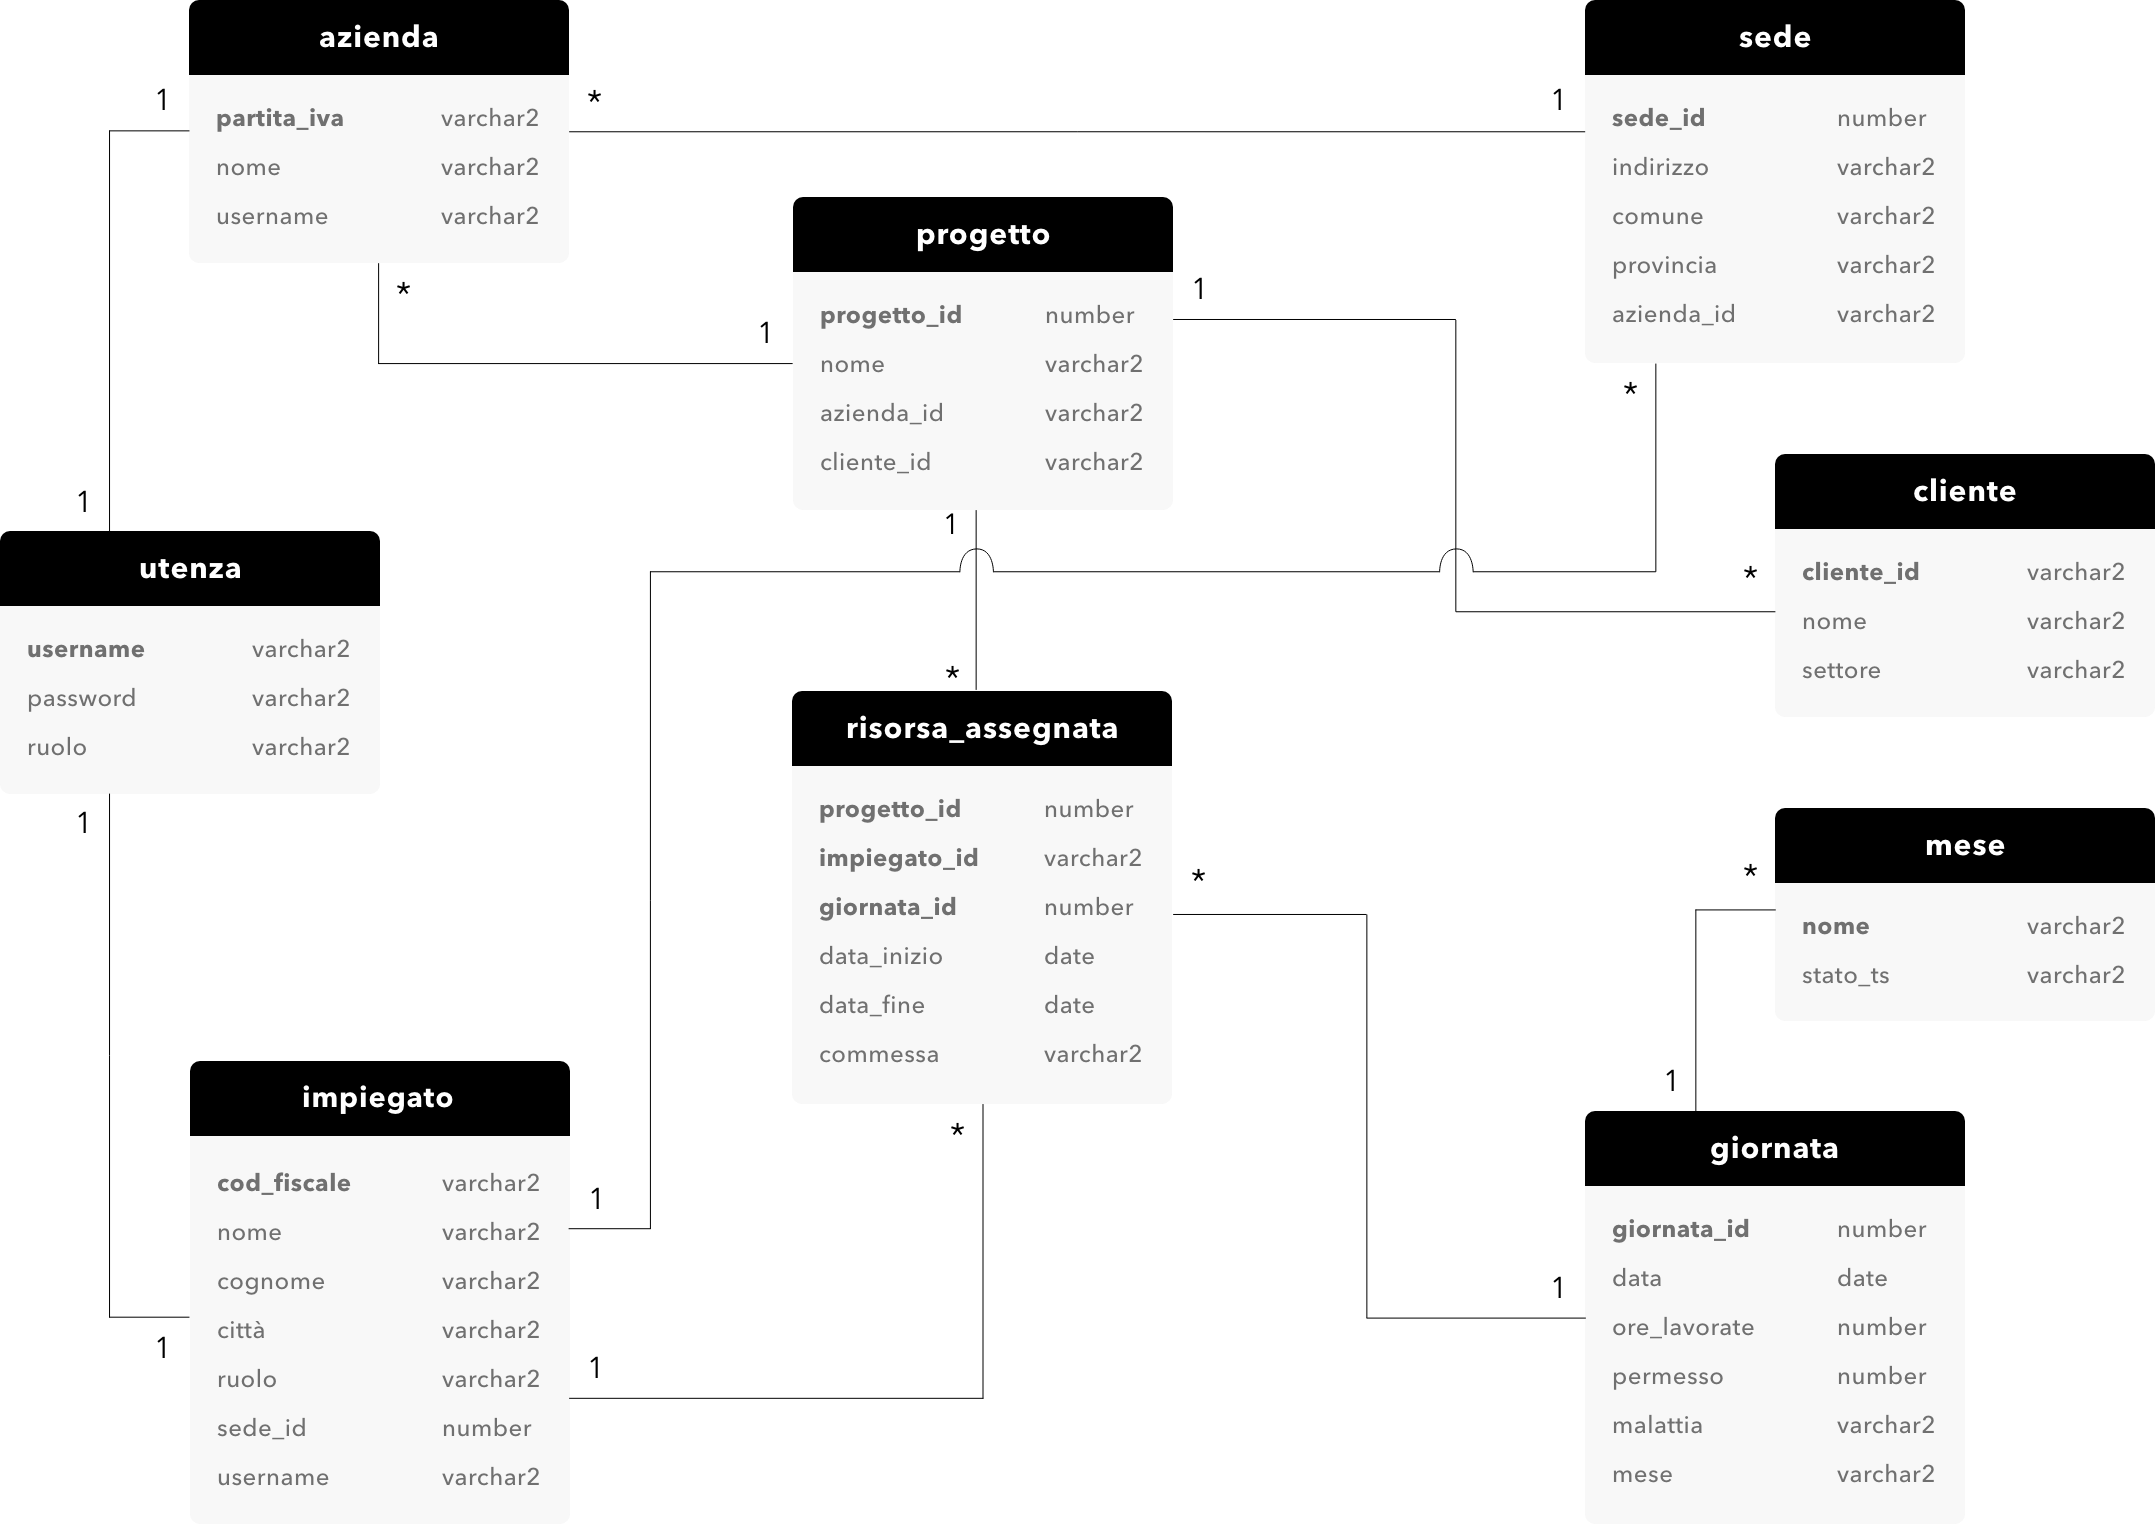 azienda
partita_iva varchar2
nome varchar2
username varchar2
1
*
*
1
sede
sede_id number
indirizzo varchar2
comune varchar2
provincia varchar2
azienda_id varchar2
*
progetto
progetto_id number
nome varchar2
azienda_id varchar2
cliente_id varchar2
1
1
1
cliente
cliente_id varchar2
nome varchar2
settore varchar2
*
1
utenza
username varchar2
password varchar2
ruolo varchar2
1
*
risorsa_assegnata
progetto_id number
impiegato_id varchar2
giornata_id number
data_inizio date
data_fine date
commessa varchar2
*
*
mese
nome varchar2
stato_ts varchar2
*
1
impiegato
cod_fiscale varchar2
nome varchar2
cognome varchar2
città varchar2
ruolo varchar2
sede_id number
username varchar2
1
1
1
giornata
giornata_id number
data date
ore_lavorate number
permesso number
malattia varchar2
mese varchar2
1